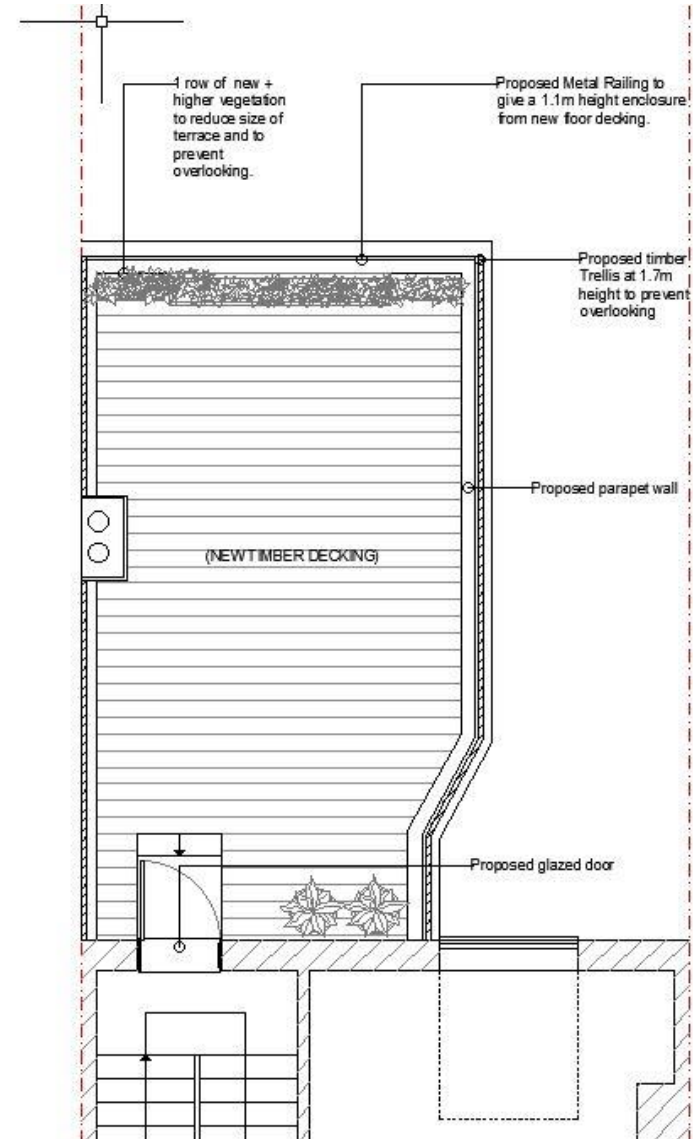 1 row of new +
higher vegetation
to reduce size of
terrace and to
prevent
overlooking.
Proposed Metal Railing to
give a 1.1m height enclosure
from new floor decking.
Proposed timber
Trellis at 1.7m
height to prevent
overlooking
Proposed parapet wall
(NEW TIMBER DECKING)
Proposed glazed door